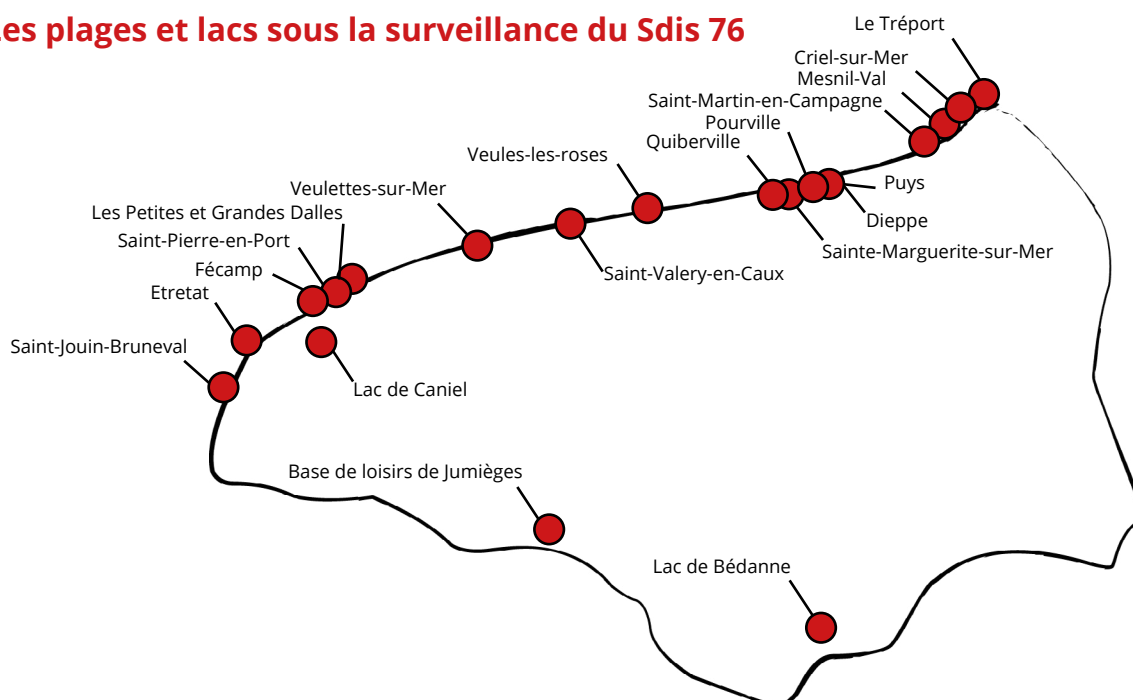 es plages et lacs sous la surveillance du Sdis 76
Le Tréport
Criel-sur-Mer
Mesnil-Val
Saint-Martin-en-Campagne
Pourville
Quiberville
Veules-les-roses
Puys
Veulettes-sur-Mer
Les Petites et Grandes Dalles
Dieppe
Saint-Pierre-en-Port
Sainte-Marguerite-sur-Mer
Fécamp
Saint-Valery-en-Caux
Etretat
Saint-Jouin-Bruneval
Lac de Caniel
Base de loisirs de Jumièges
Lac de Bédanne